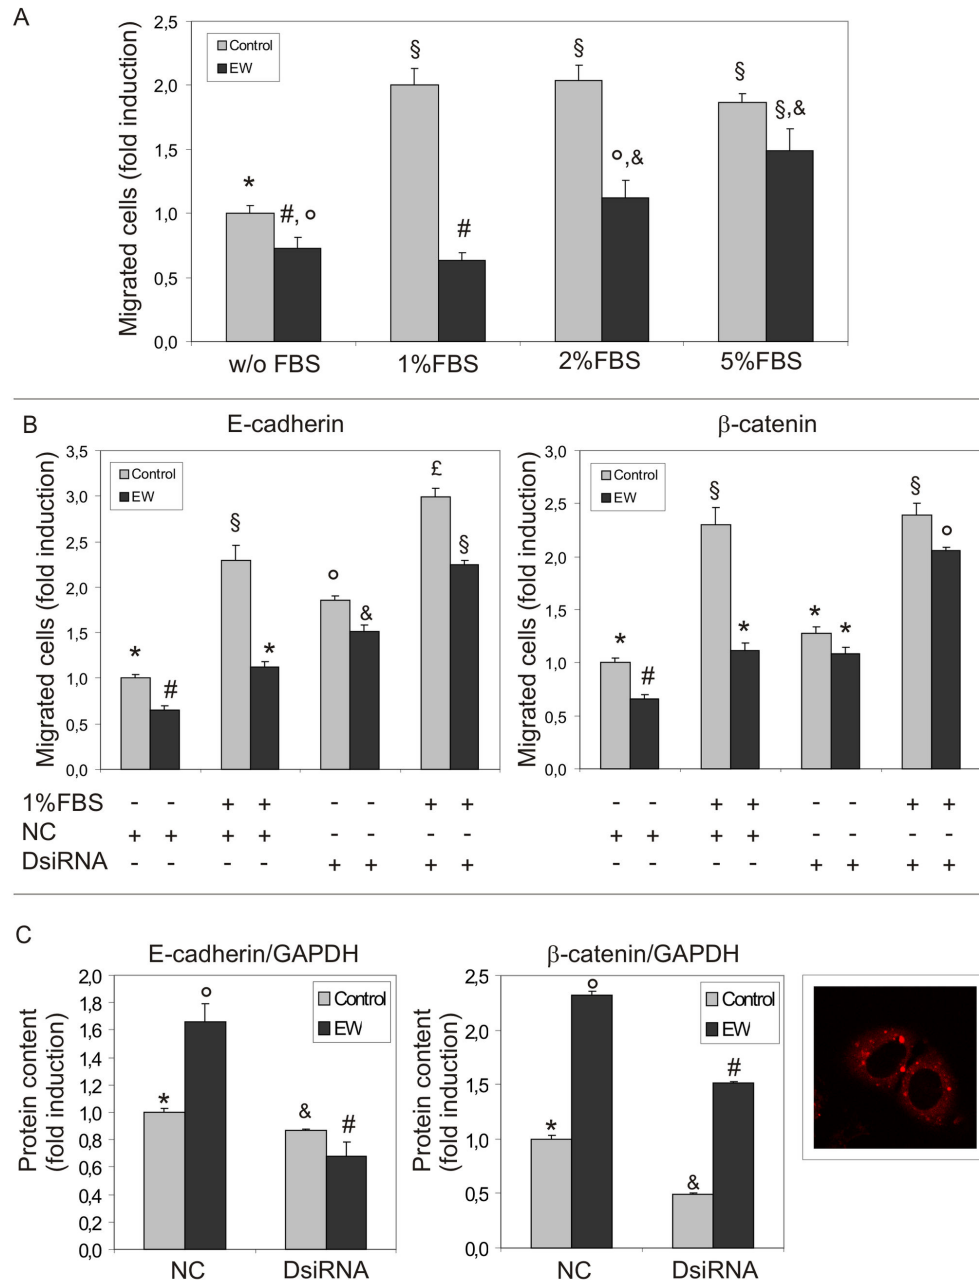 A
Migrated cells (fold induction)
2,5
2,0
1,5
1,0
0,5
0,0
Control
EW
*
#, °
§
#
§
°,&
§
§,&
w/o FBS 1%FBS 2%FBS 5%FBS
B
E-cadherin
Migrated cells (fold induction)
3,5
3,0
2,5
2,0
1,5
1,0
0,5
0,0
Control
EW
*
#
§
*
°
&
£
§
β-catenin
Migrated cells (fold induction)
3,0
2,5
2,0
1,5
1,0
0,5
0,0
Control
EW
*
#
§
*
*
*
§
°
1%FBS - - + + - - + + - - + + - - + +
NC + + + + - - - - + + + + - - - -
DsiRNA - - - - + + + + - - - - + + + +
C
E-cadherin/GAPDH
Protein content
(fold induction)
2,0
1,8
1,6
1,4
1,2
1,0
0,8
0,6
0,4
0,2
0,0
Control
EW
*
°
&
#
NC DsiRNA
β-catenin/GAPDH
Protein content
(fold induction)
2,5
2,0
1,5
1,0
0,5
0,0
Control
EW
*
°
&
#
NC DsiRNA